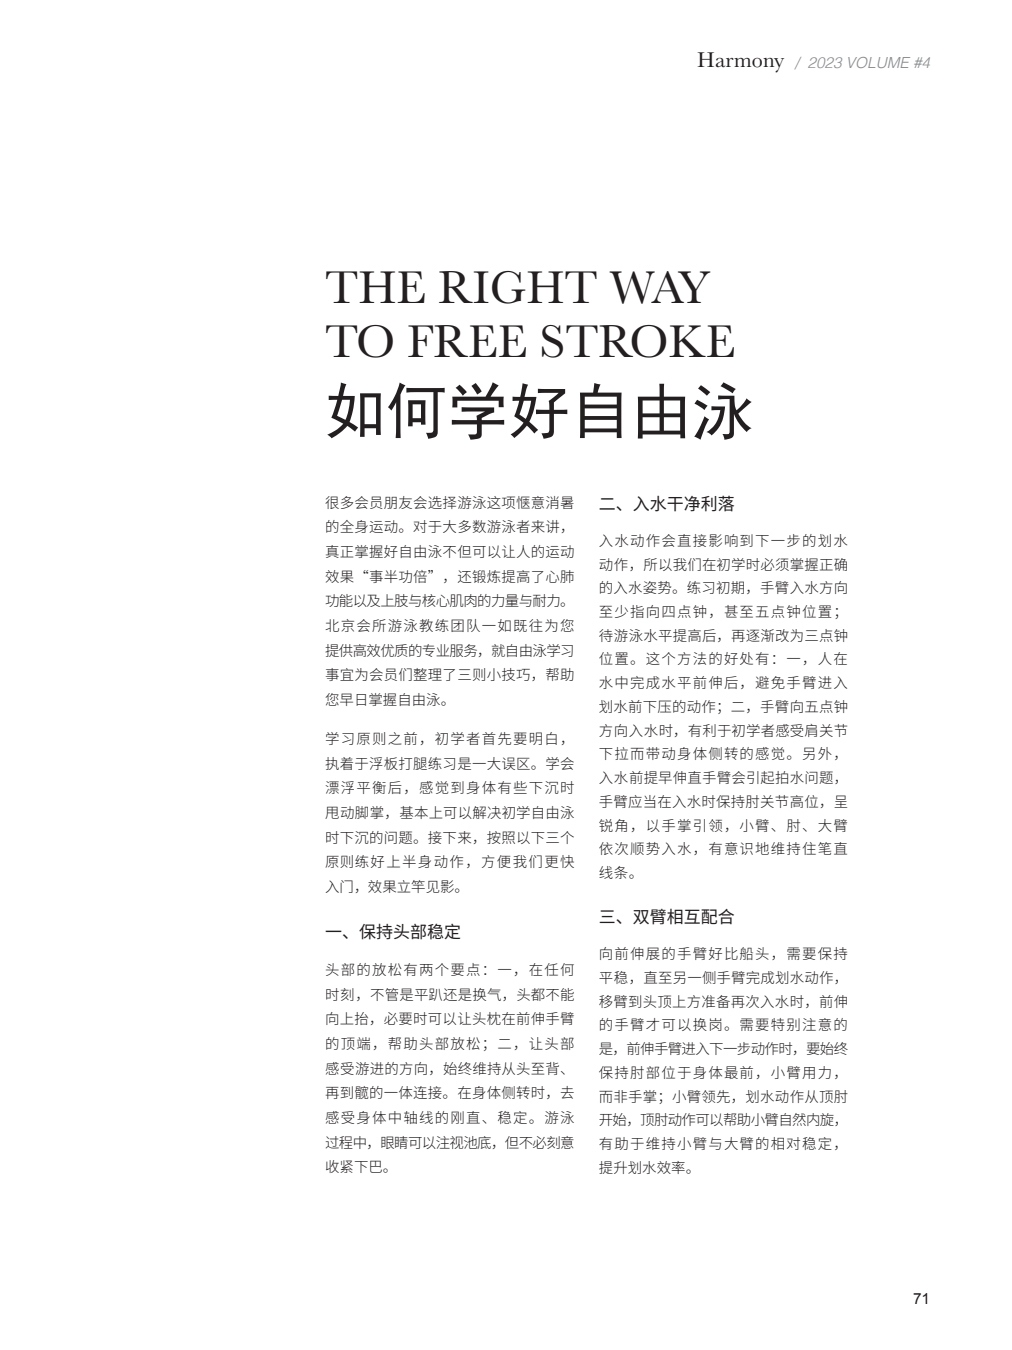 Harmony / 2023 VOLUME #4
THE RIGHT WAY
TO FREE STROKE
如何学好自由泳
很多会员朋友会选择游泳这项惬意消暑
的全身运动。对于大多数游泳者来讲，
真正掌握好自由泳不但可以让人的运动
效果“事半功倍”，还锻炼提高了心肺
功能以及上肢与核心肌肉的力量与耐力。
北京会所游泳教练团队一如既往为您
提供高效优质的专业服务，就自由泳学习
事宜为会员们整理了三则小技巧，帮助
您早日掌握自由泳。
学习原则之前，初学者首先要明白，
执着于浮板打腿练习是一大误区。学会
漂浮平衡后，感觉到身体有些下沉时
甩动脚掌，基本上可以解决初学自由泳
时下沉的问题。接下来，按照以下三个
原则练好上半身动作，方便我们更快
入门，效果立竿见影。
一、保持头部稳定
头部的放松有两个要点：一，在任何
时刻，不管是平趴还是换气，头都不能
向上抬，必要时可以让头枕在前伸手臂
的顶端，帮助头部放松；二，让头部
感受游进的方向，始终维持从头至背、
再到髋的一体连接。在身体侧转时，去
感受身体中轴线的刚直、稳定。游泳
过程中，眼睛可以注视池底，但不必刻意
收紧下巴。
二、入水干净利落
入水动作会直接影响到下一步的划水
动作，所以我们在初学时必须掌握正确
的入水姿势。练习初期，手臂入水方向
至少指向四点钟，甚至五点钟位置；
待游泳水平提高后，再逐渐改为三点钟
位置。这个方法的好处有：一，人在
水中完成水平前伸后，避免手臂进入
划水前下压的动作；二，手臂向五点钟
方向入水时，有利于初学者感受肩关节
下拉而带动身体侧转的感觉。另外，
入水前提早伸直手臂会引起拍水问题，
手臂应当在入水时保持肘关节高位，呈
锐角，以手掌引领，小臂、肘、大臂
依次顺势入水，有意识地维持住笔直
线条。
三、双臂相互配合
向前伸展的手臂好比船头，需要保持
平稳，直至另一侧手臂完成划水动作，
移臂到头顶上方准备再次入水时，前伸
的手臂才可以换岗。需要特别注意的
是，前伸手臂进入下一步动作时，要始终
保持肘部位于身体最前，小臂用力，
而非手掌；小臂领先，划水动作从顶肘
开始，顶肘动作可以帮助小臂自然内旋，
有助于维持小臂与大臂的相对稳定，
提升划水效率。
71